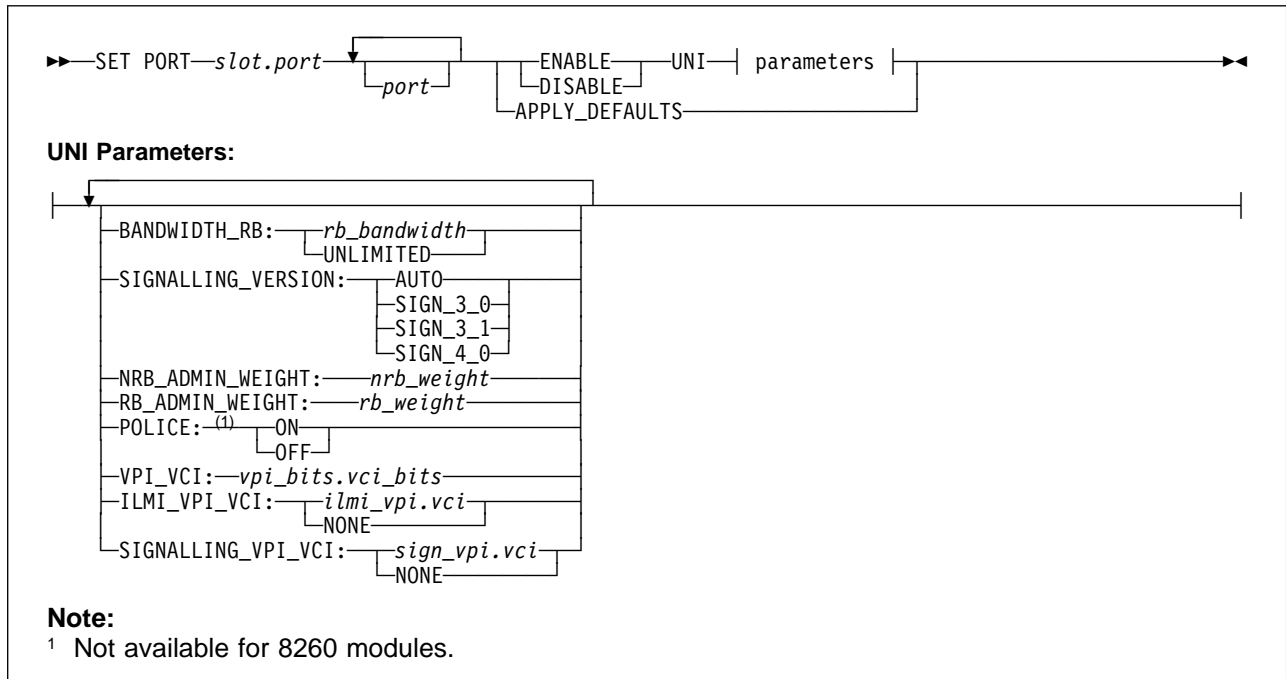 SET PORT slot.port ENABLE UNI parameters
port DISABLE
APPLY_DEFAULTS
UNI Parameters:
BANDWIDTH_RB: rb_bandwidth
UNLIMITED
SIGNALLING_VERSION: AUTO
SIGN_3_0
SIGN_3_1
SIGN_4_0
NRB_ADMIN_WEIGHT: nrb_weight
RB_ADMIN_WEIGHT: rb_weight
POLICE: (1) ON
OFF
VPI_VCI: vpi_bits.vci_bits
ILMI_VPI_VCI: ilmi_vpi.vci
NONE
SIGNALLING_VPI_VCI: sign_vpi.vci
NONE
Note:
1 Not available for 8260 modules.